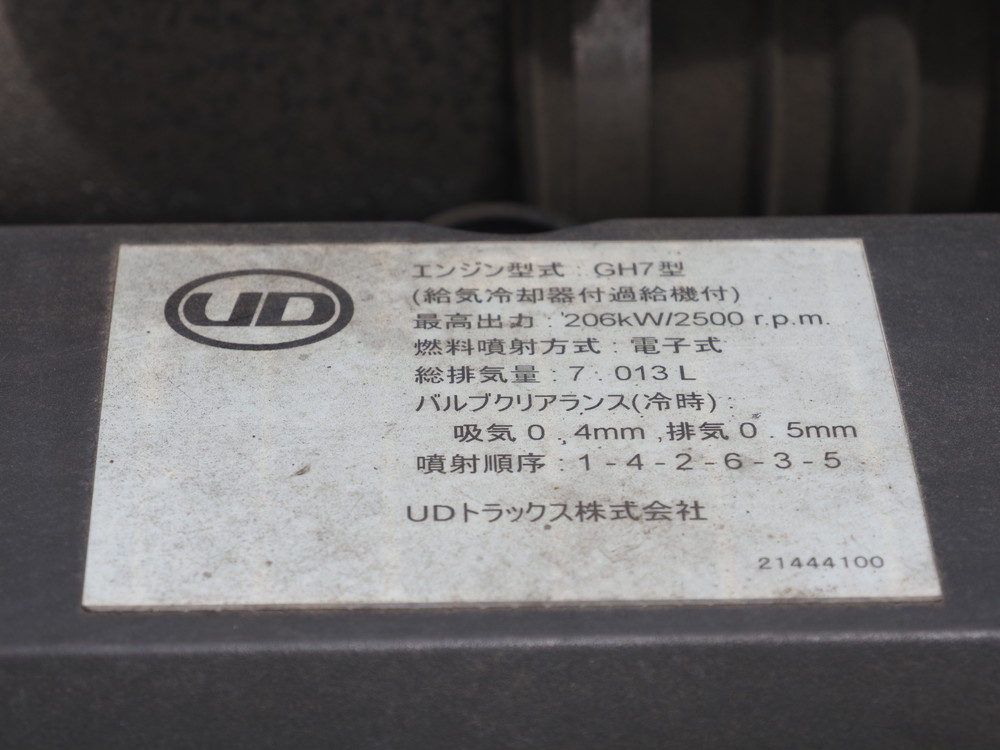 UD
エンジン型式：GH7型
(給気冷却器付過給機付)
最高出力：206kW/2500 r.p.m.
燃料噴射方式：電子式
総排気量：7．013 L
バルブクリアランス(冷時)：
吸気 0．4mm ,排気 0．5mm
噴射順序：1 - 4 - 2 - 6 - 3 - 5
UDトラックス株式会社
21444100